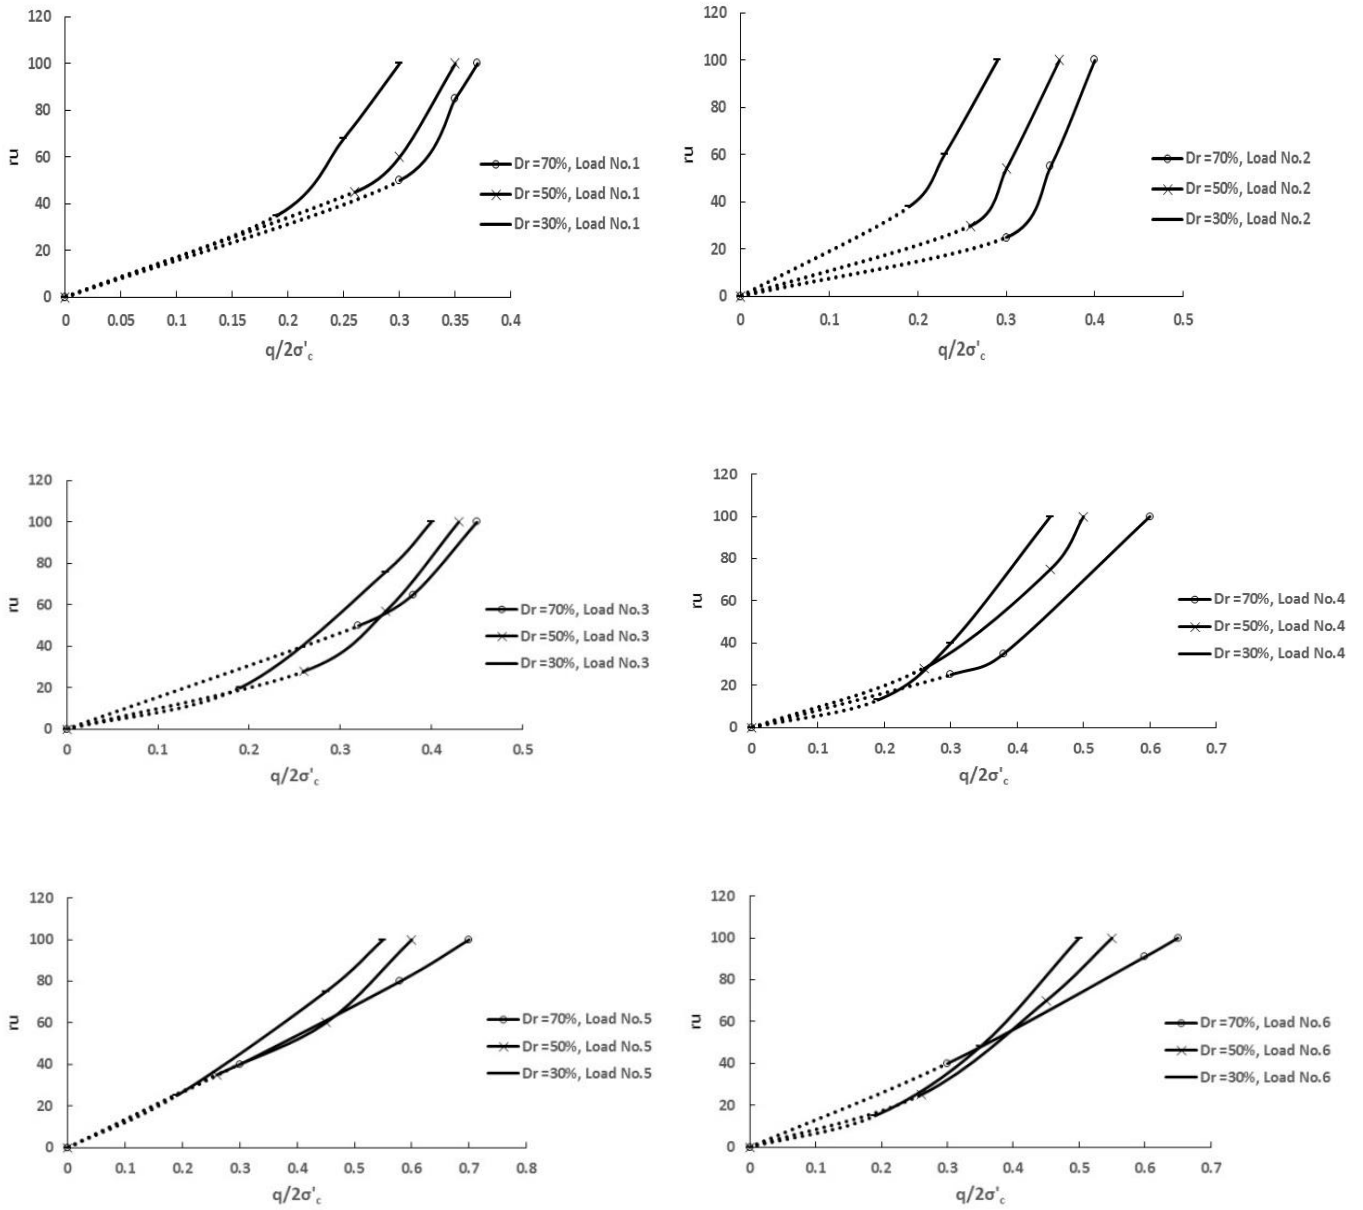 120
100
80
60
40
20
0
ru
0 0.05 0.1 0.15 0.2 0.25 0.3 0.35 0.4
q/2σ'c
Dr =70%, Load No.1
Dr =50%, Load No.1
Dr =30%, Load No.1
120
100
80
60
40
20
0
ru
0 0.1 0.2 0.3 0.4 0.5
q/2σ'c
Dr =70%, Load No.2
Dr =50%, Load No.2
Dr =30%, Load No.2
120
100
80
60
40
20
0
ru
0 0.1 0.2 0.3 0.4 0.5
q/2σ'c
Dr =70%, Load No.3
Dr =50%, Load No.3
Dr =30%, Load No.3
120
100
80
60
40
20
0
ru
0 0.1 0.2 0.3 0.4 0.5 0.6 0.7
q/2σ'c
Dr =70%, Load No.4
Dr =50%, Load No.4
Dr =30%, Load No.4
120
100
80
60
40
20
0
ru
0 0.1 0.2 0.3 0.4 0.5 0.6 0.7 0.8
q/2σ'c
Dr =70%, Load No.5
Dr =50%, Load No.5
Dr =30%, Load No.5
120
100
80
60
40
20
0
ru
0 0.1 0.2 0.3 0.4 0.5 0.6 0.7
q/2σ'c
Dr =70%, Load No.6
Dr =50%, Load No.6
Dr =30%, Load No.6